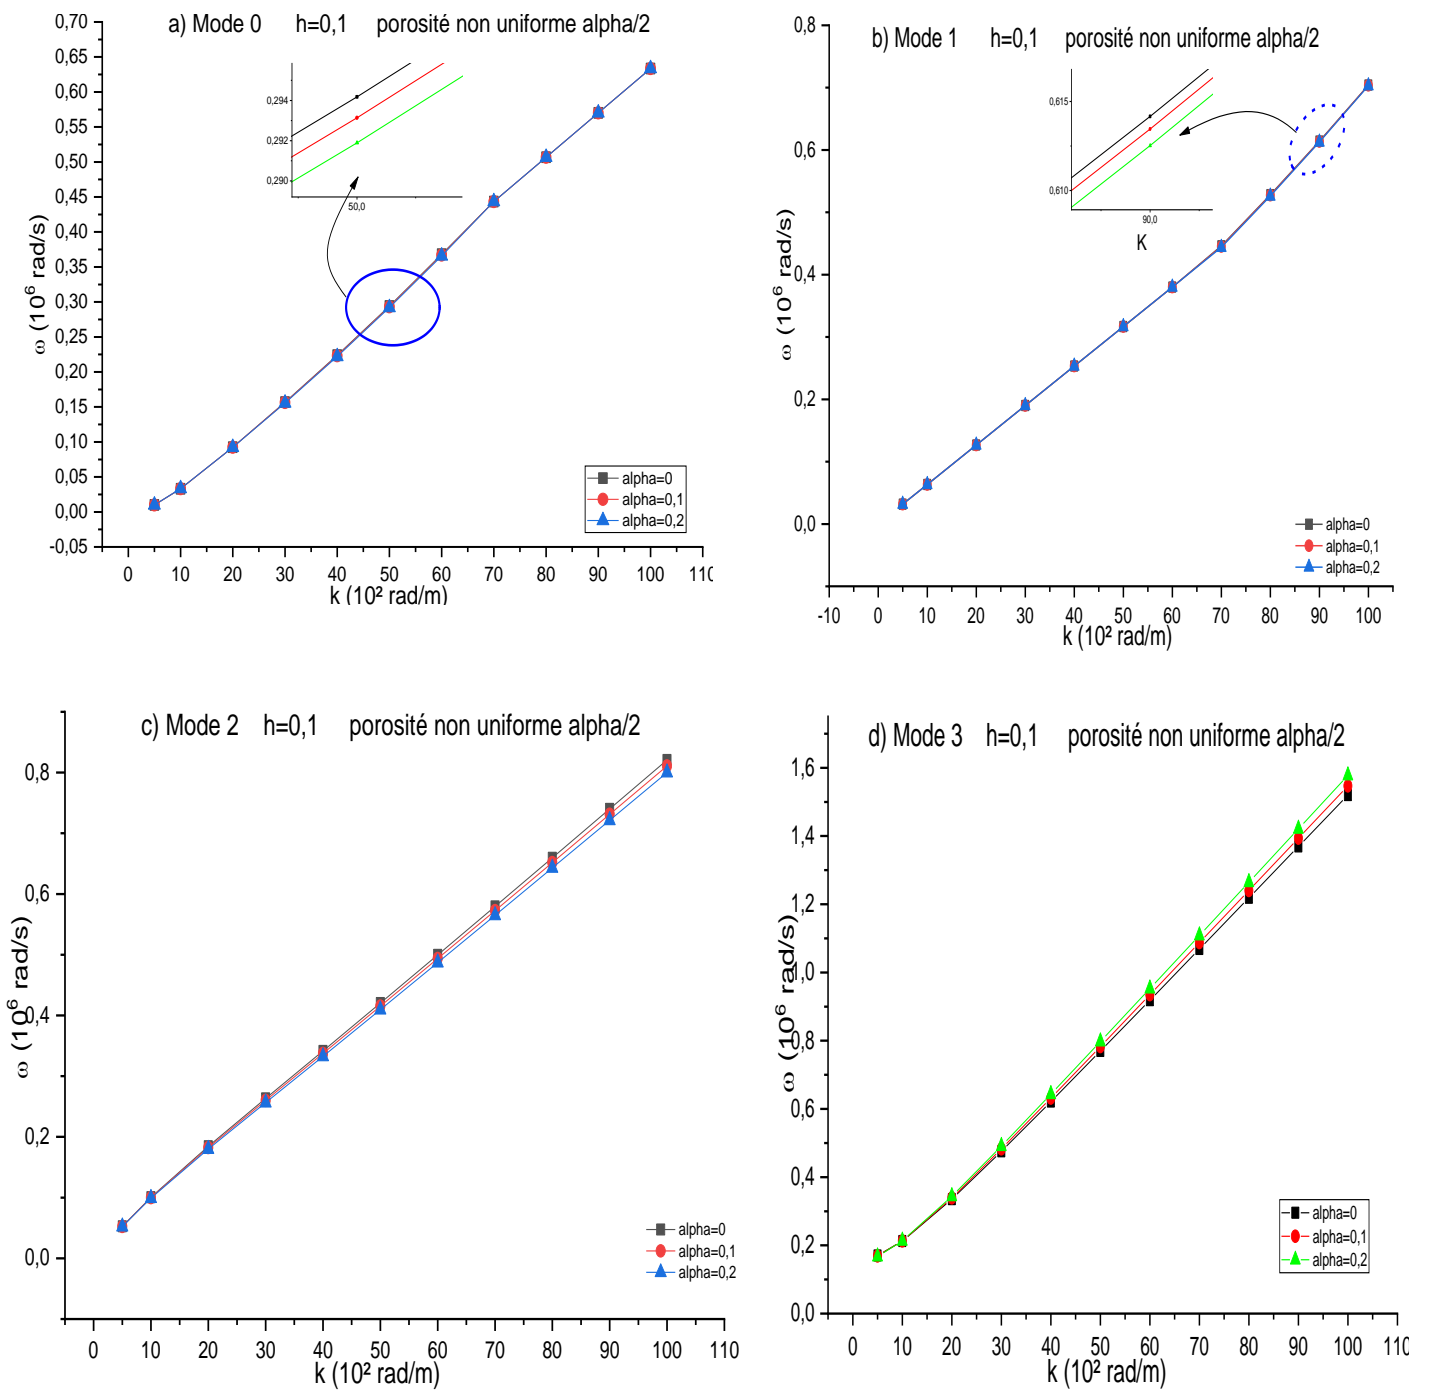 a) Mode 0 h=0,1 porosité non uniforme alpha/2
0,70
0,65
0,60
0,55
0,50
0,45
0,40
0,35
0,30
0,25
0,20
0,15
0,10
0,05
0,00
-0,05
ω (10⁶ rad/s)
0,294
0,292
0,290
50,0
alpha=0
alpha=0,1
alpha=0,2
0 10 20 30 40 50 60 70 80 90 100 110
k (10² rad/m)
b) Mode 1 h=0,1 porosité non uniforme alpha/2
0,8
0,6
0,4
0,2
0,0
ω (10⁶ rad/s)
0,615
0,610
90,0
K
alpha=0
alpha=0,1
alpha=0,2
-10 0 10 20 30 40 50 60 70 80 90 100
k (10² rad/m)
c) Mode 2 h=0,1 porosité non uniforme alpha/2
0,8
0,6
0,4
0,2
0,0
ω (10⁶ rad/s)
alpha=0
alpha=0,1
alpha=0,2
0 10 20 30 40 50 60 70 80 90 100 110
k (10² rad/m)
d) Mode 3 h=0,1 porosité non uniforme alpha/2
1,6
1,4
1,2
1,0
0,8
0,6
0,4
0,2
0,0
ω (10⁶ rad/s)
alpha=0
alpha=0,1
alpha=0,2
0 10 20 30 40 50 60 70 80 90 100 110
k (10² rad/m)